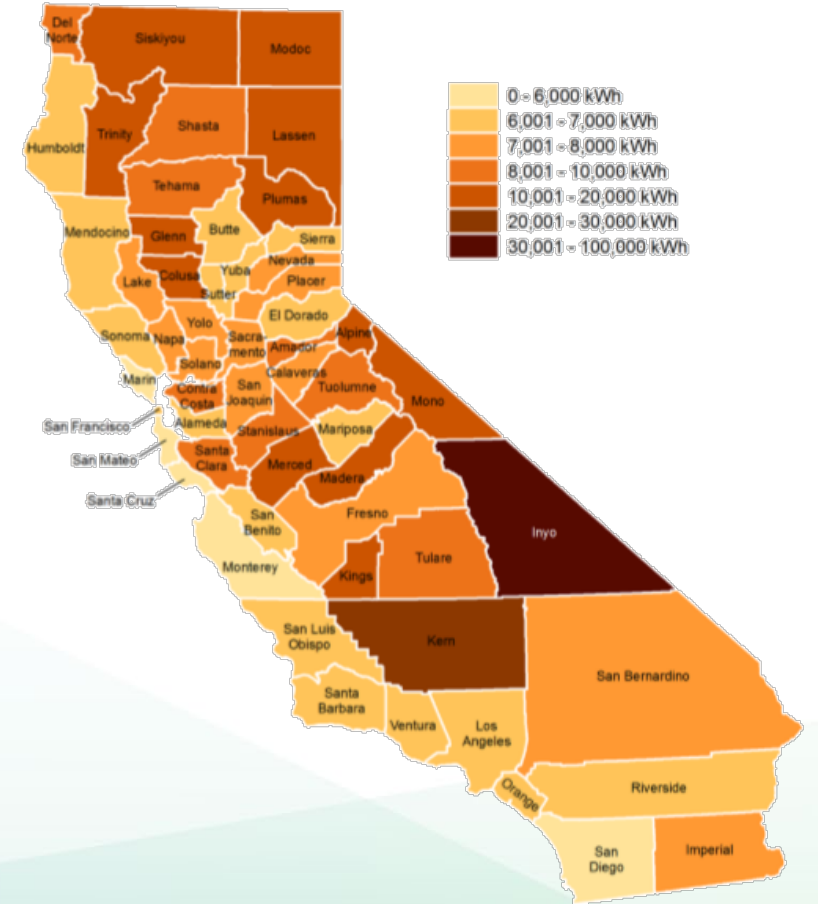 Del
Norte
Siskiyou
Modoc
0 - 6,000 kWh
6,001 - 7,000 kWh
7,001 - 8,000 kWh
8,001 - 10,000 kWh
10,001 - 20,000 kWh
20,001 - 30,000 kWh
30,001 - 100,000 kWh
Humboldt
Trinity
Shasta
Lassen
Tehama
Plumas
Mendocino
Glenn
Butte
Sierra
Lake
Colusa
Yuba
Nevada
Sutter
Placer
Sonoma
Napa
Yolo
El Dorado
Sacra-
mento
Amador
Alpine
Marin
Solano
Calaveras
Contra
Costa
San
Joaquin
Tuolumne
Mono
San Francisco
Alameda
Stanislaus
Mariposa
San Mateo
Santa
Clara
Merced
Madera
Santa Cruz
San
Benito
Fresno
Inyo
Monterey
Kings
Tulare
San Luis
Obispo
Kern
San Bernardino
Santa
Barbara
Ventura
Los
Angeles
Orange
Riverside
San
Diego
Imperial